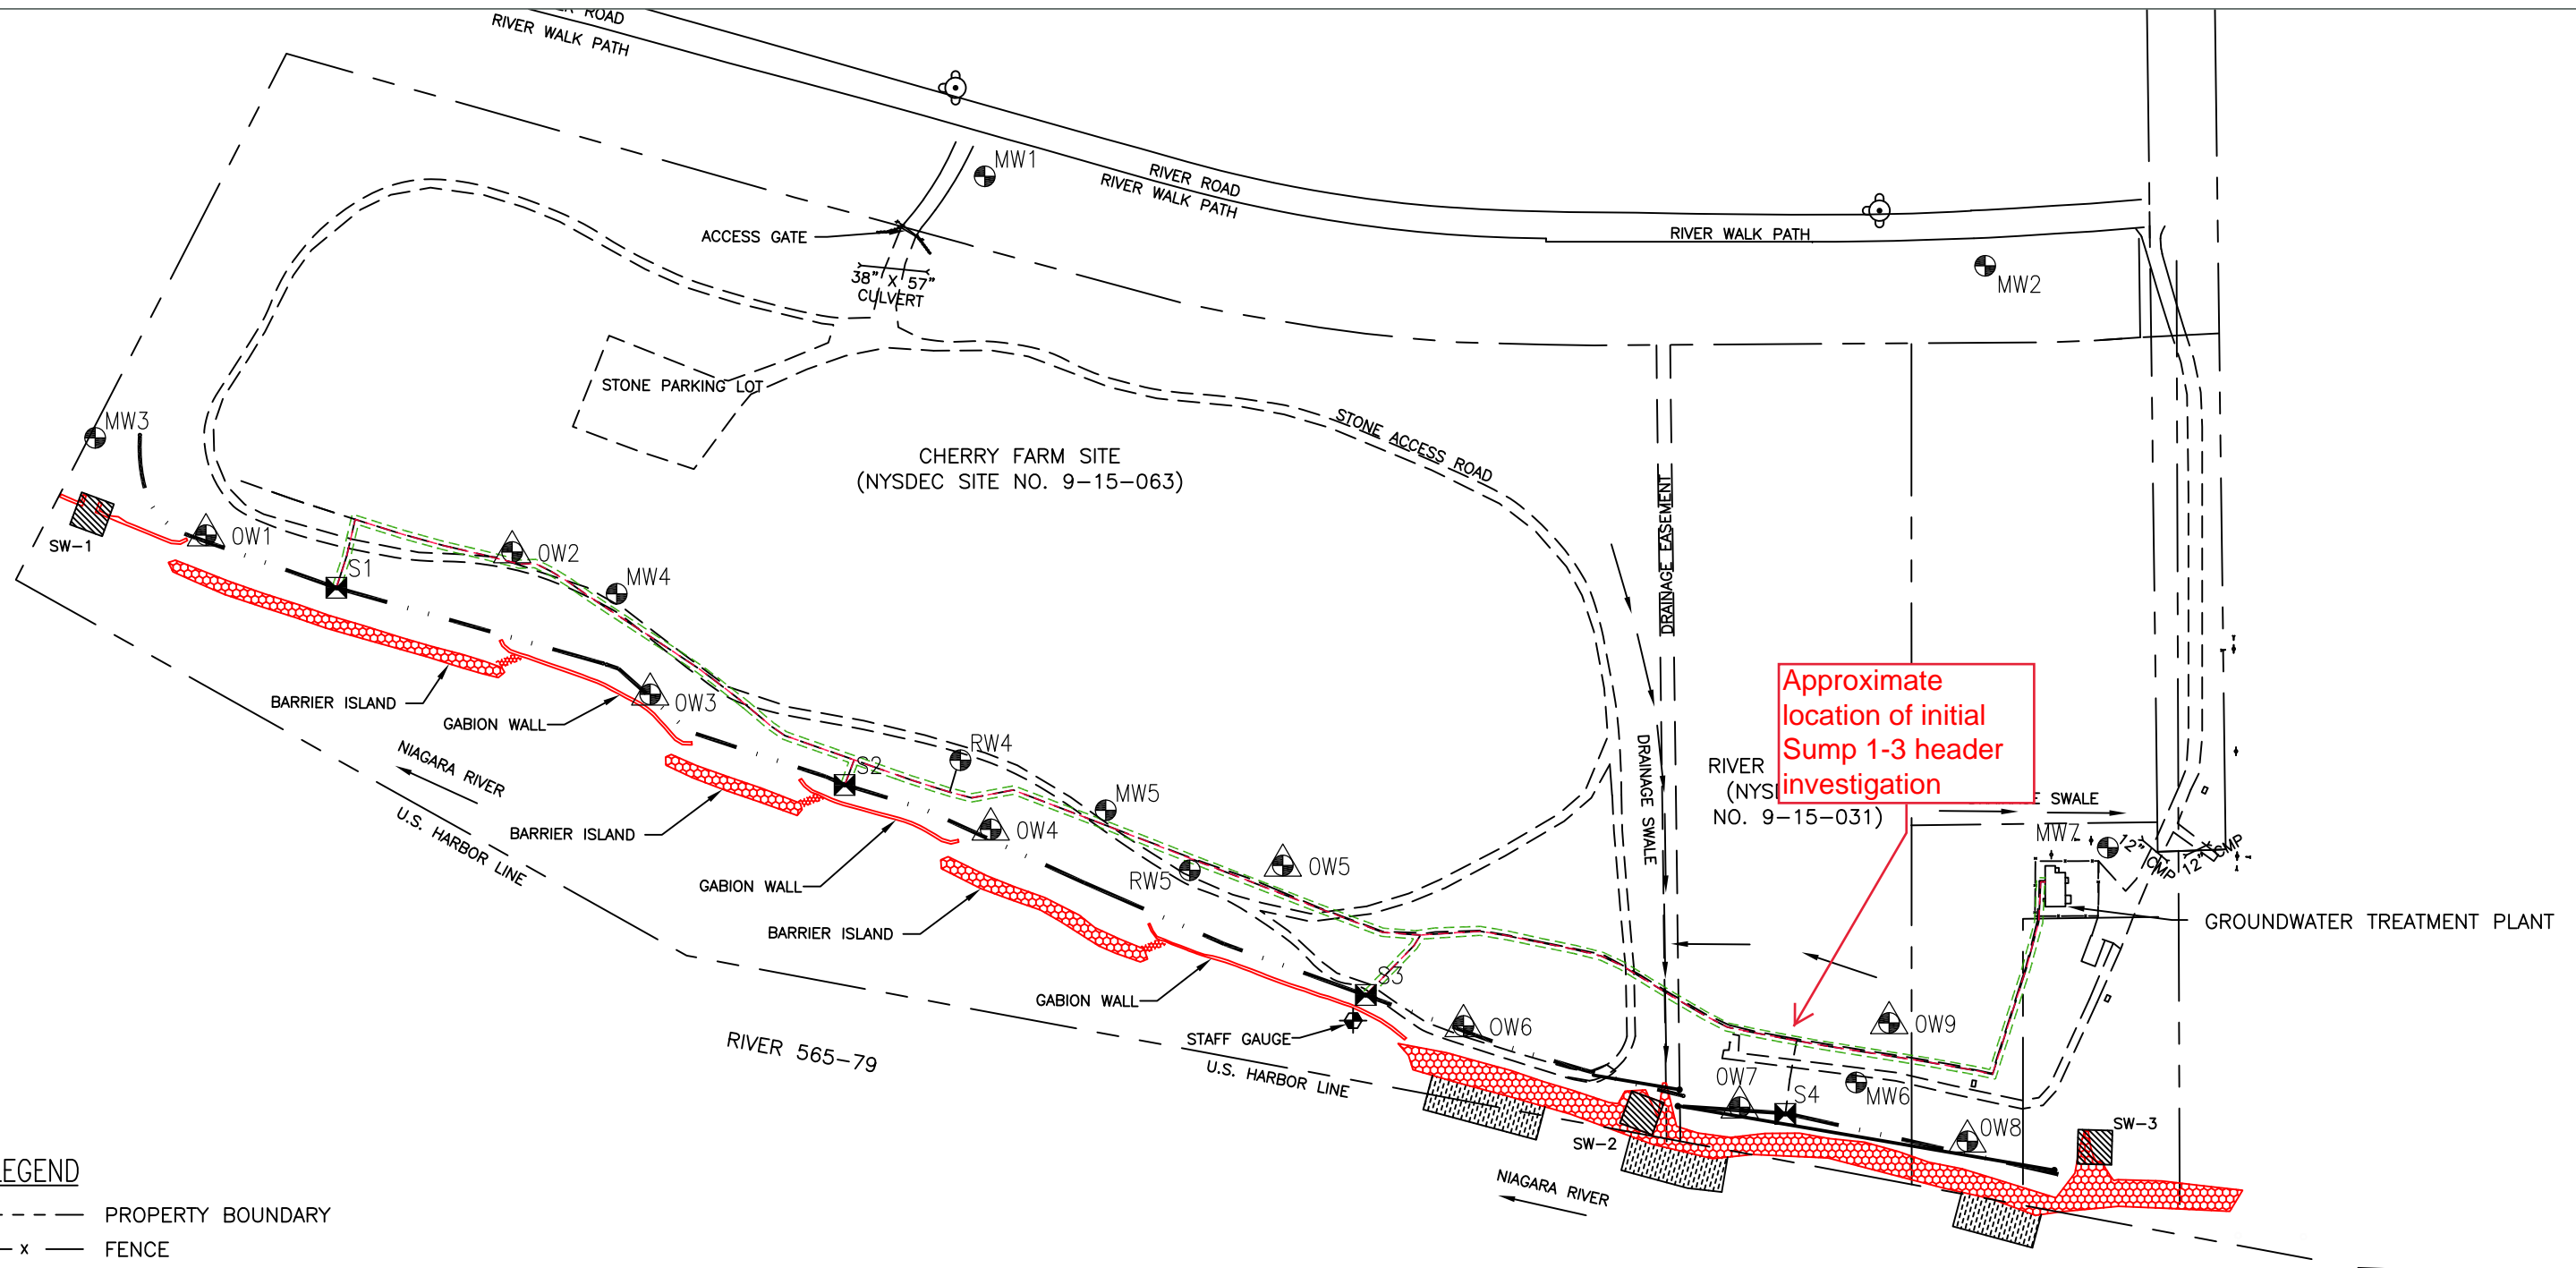 RIVER WALK PATH
ROAD
MW1
RIVER ROAD
RIVER WALK PATH
ACCESS GATE
38" X 57"
CULVERT
RIVER WALK PATH
MW2
STONE PARKING LOT
STONE ACCESS ROAD
MW3
CHERRY FARM SITE
(NYSDEC SITE NO. 9-15-063)
DRAINAGE EASEMENT
SW-1
OW1
S1
OW2
MW4
BARRIER ISLAND
GABION WALL
OW3
NIAGARA RIVER
U.S. HARBOR LINE
S2
RW4
MW5
OW4
BARRIER ISLAND
GABION WALL
RW5
OW5
DRAINAGE SWALE
Approximate
location of initial
Sump 1-3 header
investigation
RIVER
(NYS
NO. 9-15-031)
SWALE
MW7
12" CMP
12" CMP
GROUNDWATER TREATMENT PLANT
BARRIER ISLAND
GABION WALL
S3
STAFF GAUGE
OW6
OW9
RIVER 565-79
U.S. HARBOR LINE
OW7
S4
MW6
OW8
SW-2
SW-3
NIAGARA RIVER
LEGEND
PROPERTY BOUNDARY
x
FENCE